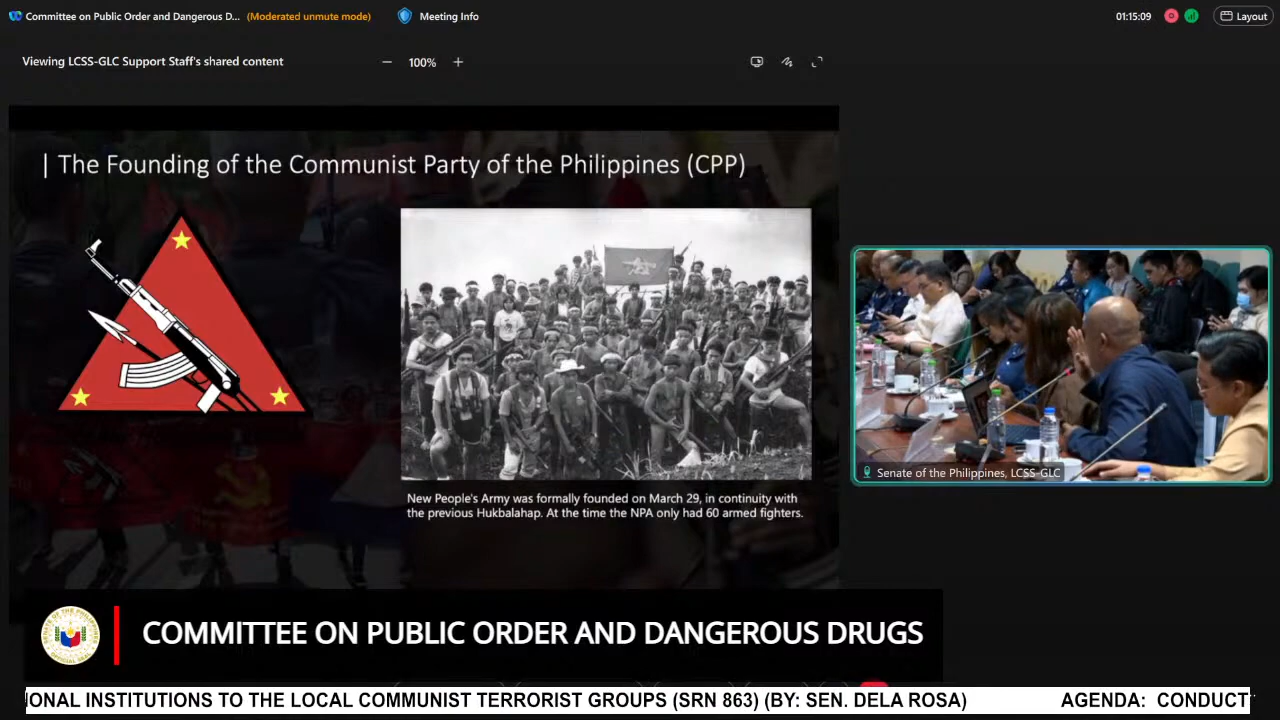 Committee on Public Order and Dangerous D... (Moderated unmute mode) Meeting Info 01:15:09 Layout
Viewing LCSS-GLC Support Staff's shared content 100%
| The Founding of the Communist Party of the Philippines (CPP)
New People's Army was formally founded on March 29, in continuity with
the previous Hukbalahap. At the time the NPA only had 60 armed fighters.
Senate of the Philippines, LCSS-GLC
COMMITTEE ON PUBLIC ORDER AND DANGEROUS DRUGS
IONAL INSTITUTIONS TO THE LOCAL COMMUNIST TERRORIST GROUPS (SRN 863) (BY: SEN. DELA ROSA) AGENDA: CONDUCT